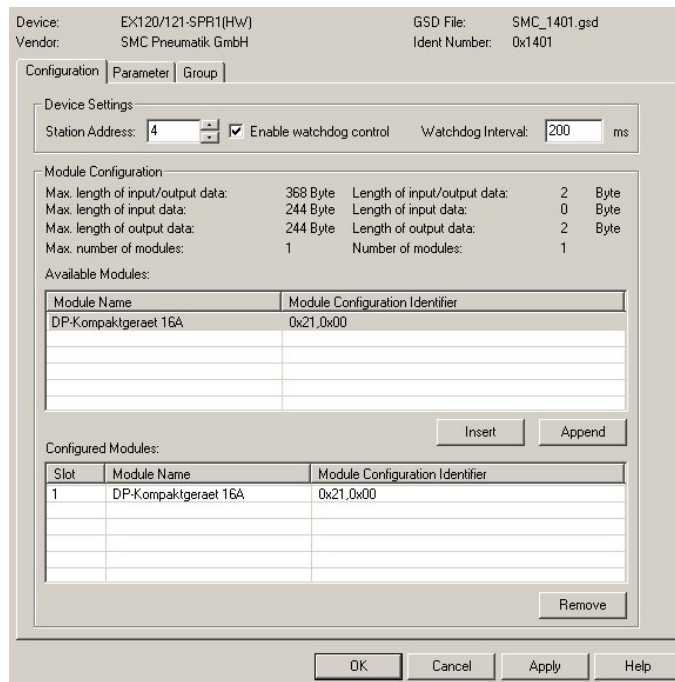 Device: EX120/121-SPR1(HW) GSD File: SMC_1401.gsd
Vendor: SMC Pneumatik GmbH Ident Number: 0x1401
Configuration Parameter Group
Device Settings
Station Address: 4 Enable watchdog control Watchdog Interval: 200 ms
Module Configuration
Max. length of input/output data: 368 Byte Length of input/output data: 2 Byte
Max. length of input data: 244 Byte Length of input data: 0 Byte
Max. length of output data: 244 Byte Length of output data: 2 Byte
Max. number of modules: 1 Number of modules: 1
Available Modules:
Module Name Module Configuration Identifier
DP-Kompaktgeraet 16A 0x21,0x00
Insert Append
Configured Modules:
Slot Module Name Module Configuration Identifier
1 DP-Kompaktgeraet 16A 0x21,0x00
Remove
OK Cancel Apply Help